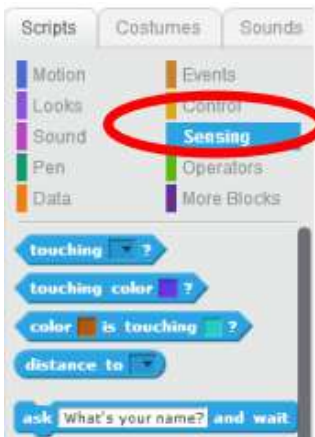 Scripts Costumes Sounds
Motion Events
Looks Control
Sound Sensing
Pen Operators
Data More Blocks
touching ?
touching color ?
color is touching ?
distance to
ask What's your name? and wait